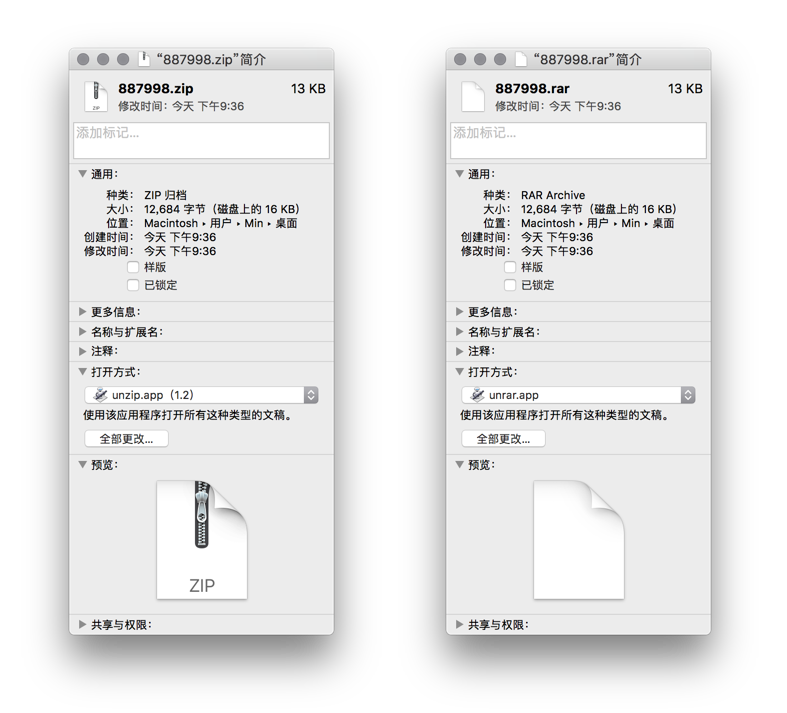 “887998.zip”简介
887998.zip 13 KB
修改时间：今天 下午9:36
添加标记...
通用:
种类： ZIP 归档
大小： 12,684 字节（磁盘上的 16 KB）
位置： Macintosh ▸ 用户 ▸ Min ▸ 桌面
创建时间： 今天 下午9:36
修改时间： 今天 下午9:36
样版
已锁定
更多信息:
名称与扩展名:
注释:
打开方式:
unzip.app（1.2）
使用该应用程序打开所有这种类型的文稿。
全部更改...
预览:
ZIP
共享与权限:
“887998.rar”简介
887998.rar 13 KB
修改时间：今天 下午9:36
添加标记...
通用:
种类： RAR Archive
大小： 12,684 字节（磁盘上的 16 KB）
位置： Macintosh ▸ 用户 ▸ Min ▸ 桌面
创建时间： 今天 下午9:36
修改时间： 今天 下午9:36
样版
已锁定
更多信息:
名称与扩展名:
注释:
打开方式:
unrar.app
使用该应用程序打开所有这种类型的文稿。
全部更改...
预览:
共享与权限: